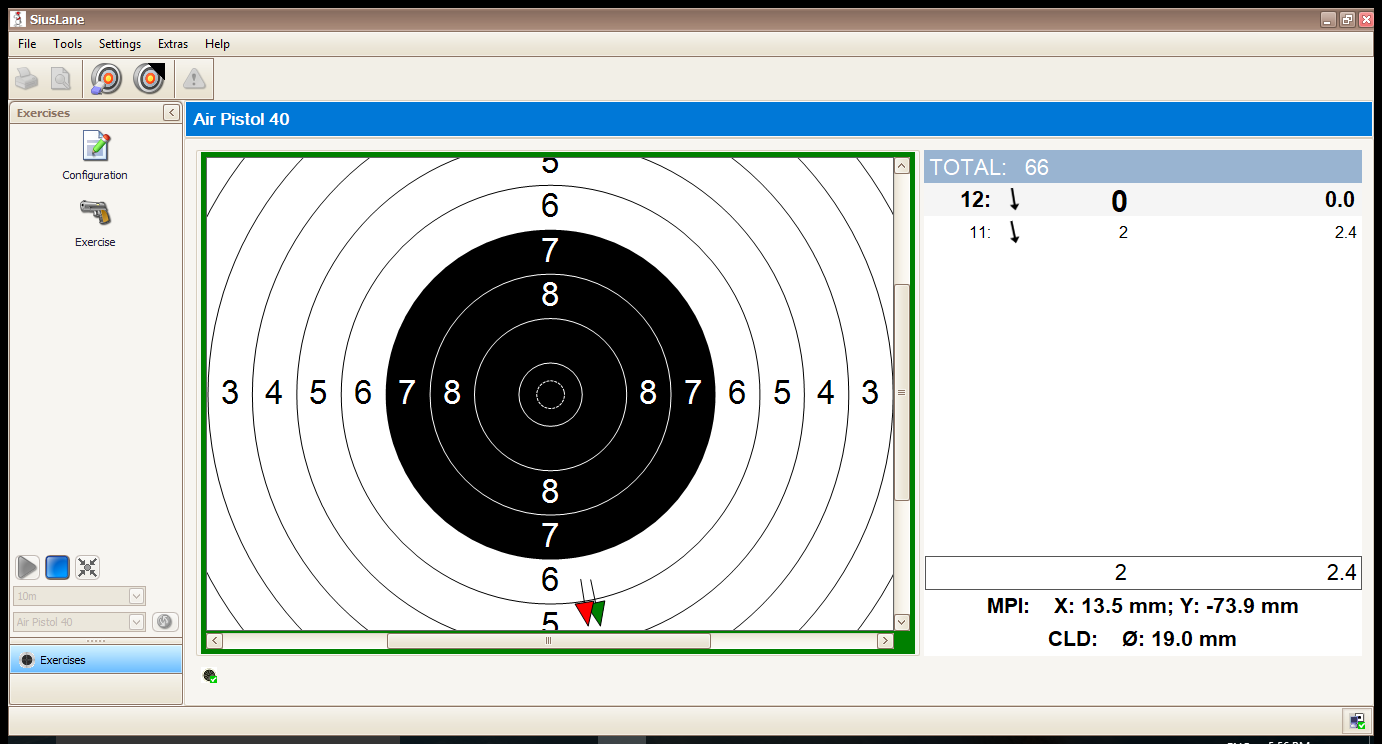 SiusLane
File Tools Settings Extras Help
Exercises
Configuration
Exercise
10m
Air Pistol 40
Exercises
Air Pistol 40
5
6
7
8
3 4 5 6 7 8 8 7 6 5 4 3
8
7
6
5
TOTAL: 66
12: 0 0.0
11: 2 2.4
2 2.4
MPI: X: 13.5 mm; Y: -73.9 mm
CLD: Ø: 19.0 mm